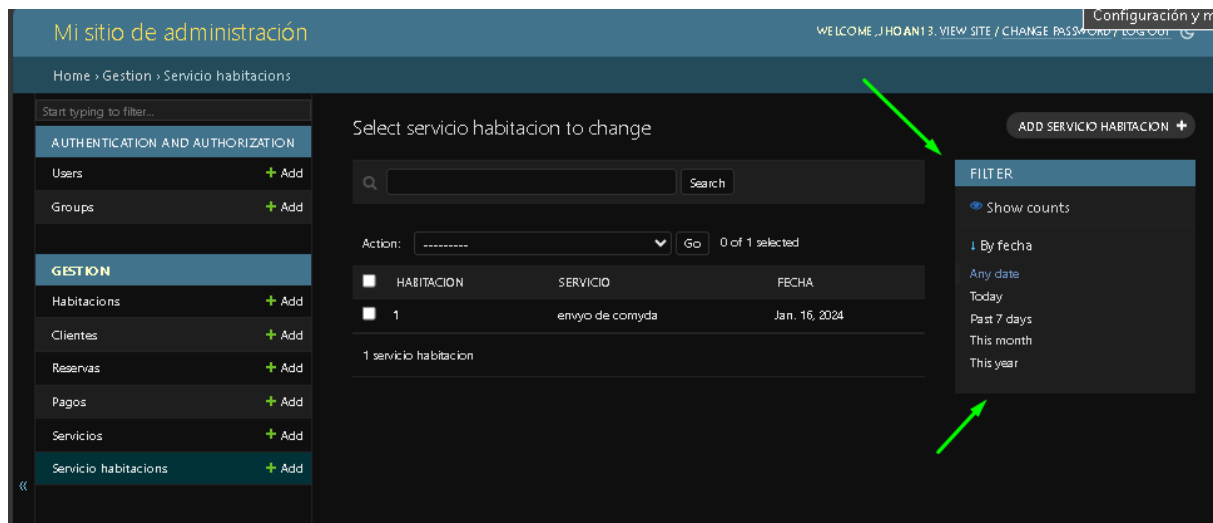 Configuración y m
Mi sitio de administración
WELCOME, JHOAN13. VIEW SITE / CHANGE PASSWORD / LOG OUT
Home › Gestion › Servicio habitacions
Start typing to filter...
AUTHENTICATION AND AUTHORIZATION
Users + Add
Groups + Add
GESTION
Habitacions + Add
Clientes + Add
Reservas + Add
Pagos + Add
Servicios + Add
Servicio habitacions + Add
«
Select servicio habitacion to change
ADD SERVICIO HABITACION +
Search
Action: --------- Go 0 of 1 selected
HABITACION SERVICIO FECHA
1 envyo de comyda Jan. 16, 2024
1 servicio habitacion
FILTER
Show counts
↓ By fecha
Any date
Today
Past 7 days
This month
This year